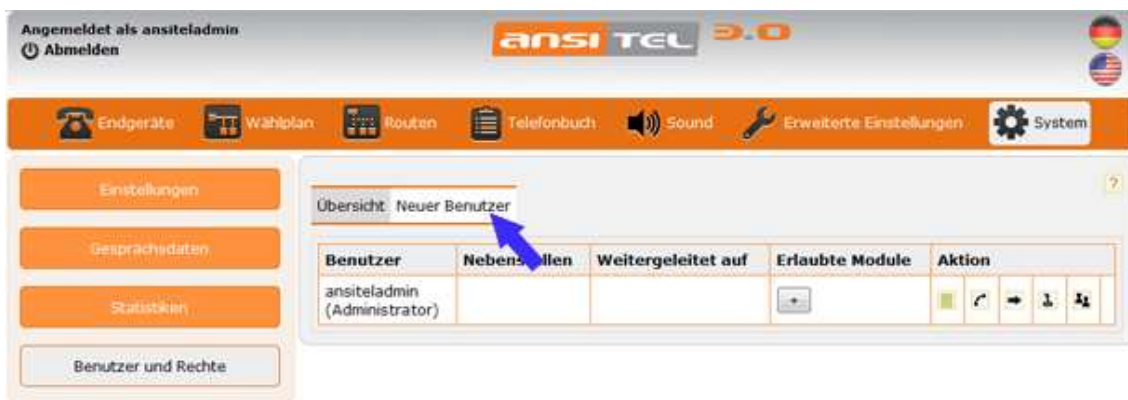 Angemeldet als ansiteladmin
Abmelden
ansi TEL 3.0
Endgeräte Wählplan Routen Telefonbuch Sound Erweiterte Einstellungen System
Einstellungen
Gesprächsdaten
Statistiken
Benutzer und Rechte
?
Übersicht Neuer Benutzer
Benutzer Nebenstellen Weitergeleitet auf Erlaubte Module Aktion
ansiteladmin
(Administrator)
+